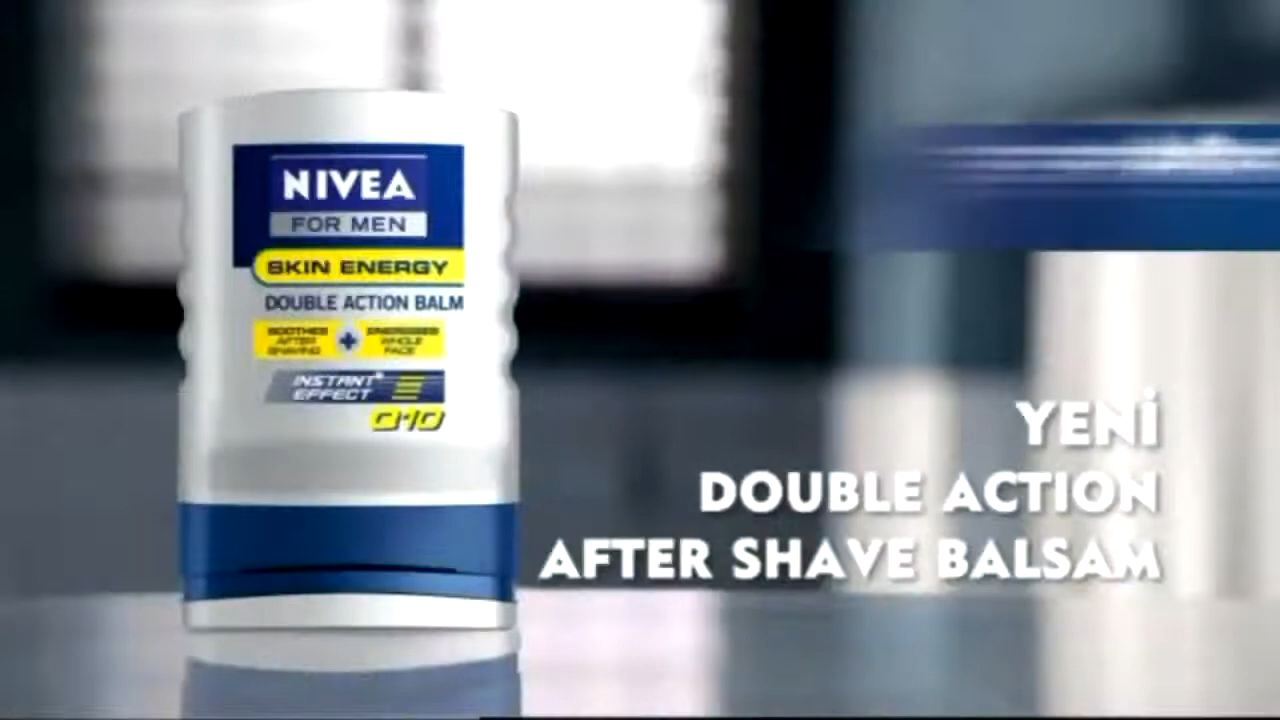 NIVEA
FOR MEN
SKIN ENERGY
DOUBLE ACTION BALM
SOOTHES
AFTER
SHAVING
+
ENERGISES
WHOLE
FACE
INSTANT
EFFECT
Q10
YENİ
DOUBLE ACTION
AFTER SHAVE BALSAM